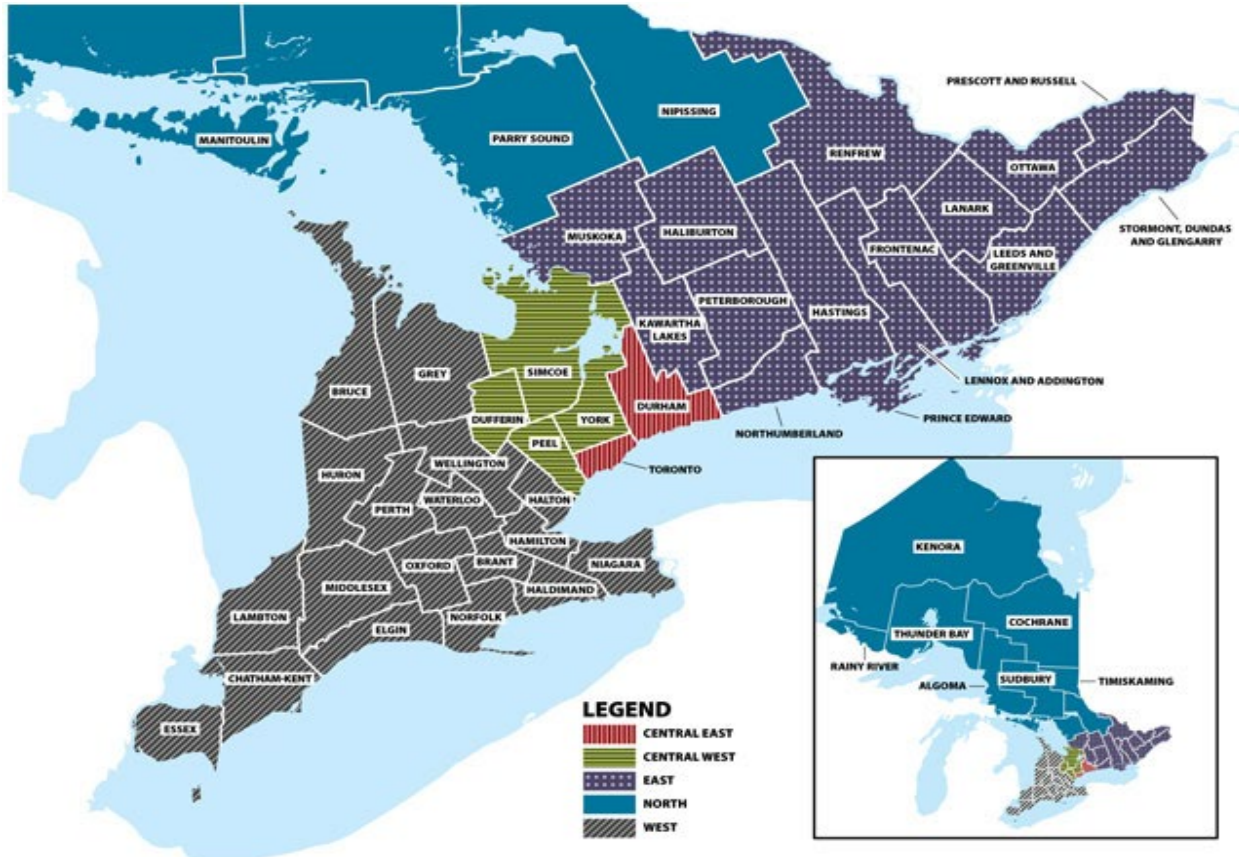 PRESCOTT AND RUSSELL
NIPISSING
MANITOULIN
PARRY SOUND
RENFREW
OTTAWA
LANARK
STORMONT, DUNDAS
AND GLENGARRY
MUSKOKA
HALIBURTON
FRONTENAC
LEEDS AND
GREENVILLE
PETERBOROUGH
KAWARTHA
LAKES
HASTINGS
BRUCE
GREY
SIMCOE
LENNOX AND ADDINGTON
DUFFERIN
YORK
DURHAM
PRINCE EDWARD
NORTHUMBERLAND
PEEL
HURON
WELLINGTON
TORONTO
WATERLOO
HALTON
PERTH
HAMILTON
OXFORD
BRANT
NIAGARA
MIDDLESEX
HALDIMAND
LAMBTON
NORFOLK
ELGIN
CHATHAM-KENT
ESSEX
KENORA
COCHRANE
THUNDER BAY
RAINY RIVER
SUDBURY
ALGOMA
TIMISKAMING
LEGEND
CENTRAL EAST
CENTRAL WEST
EAST
NORTH
WEST